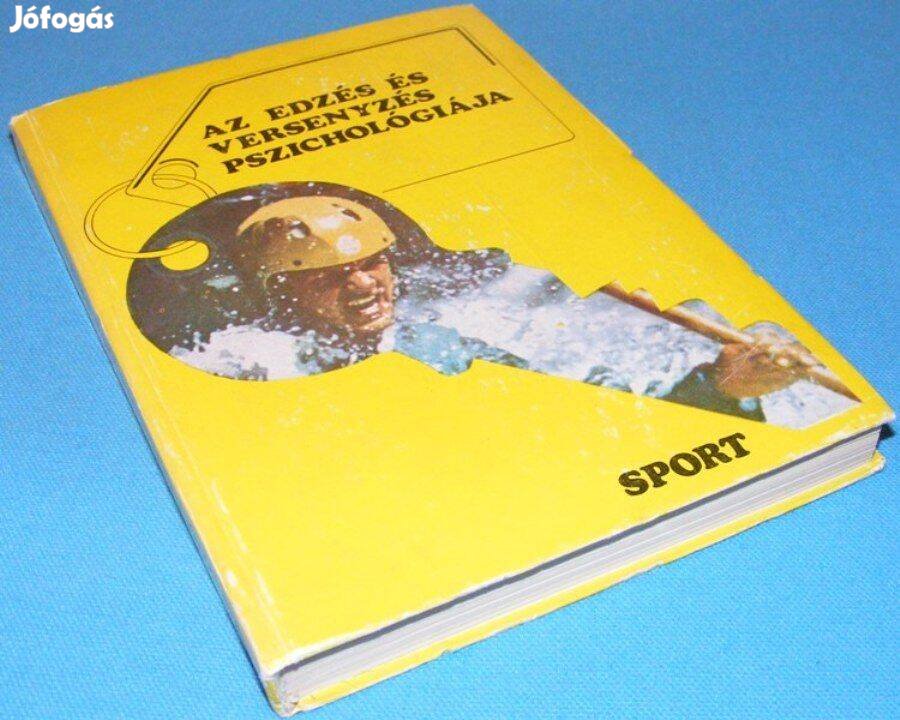 Jófogás
AZ EDZÉS ÉS
VERSENYZÉS
PSZICHOLÓGIÁJA
SPORT